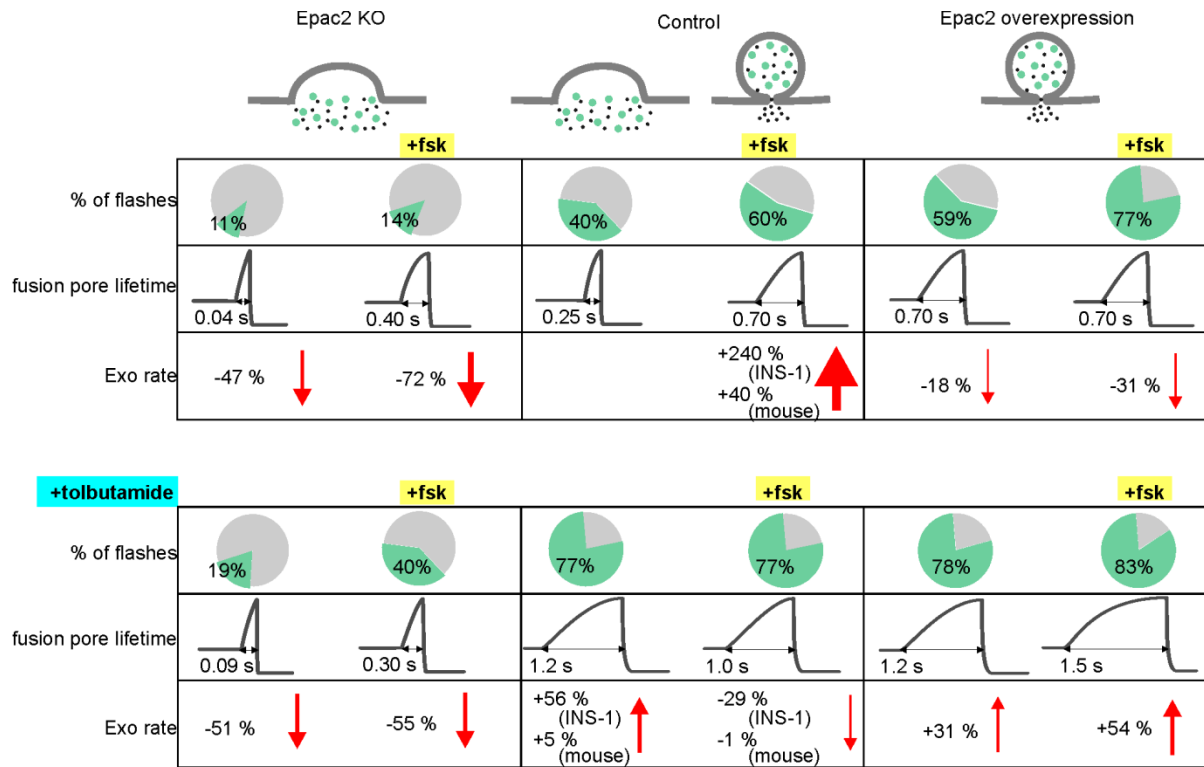 Epac2 KO
Control
Epac2 overexpression
+fsk
+fsk
+fsk
% of flashes
11%
14%
40%
60%
59%
77%
fusion pore lifetime
0.04 s
0.40 s
0.25 s
0.70 s
0.70 s
0.70 s
Exo rate
-47 %
-72 %
+240 %
(INS-1)
+40 %
(mouse)
-18 %
-31 %
+tolbutamide
+fsk
+fsk
+fsk
% of flashes
19%
40%
77%
77%
78%
83%
fusion pore lifetime
0.09 s
0.30 s
1.2 s
1.0 s
1.2 s
1.5 s
Exo rate
-51 %
-55 %
+56 %
(INS-1)
+5 %
(mouse)
-29 %
(INS-1)
-1 %
(mouse)
+31 %
+54 %